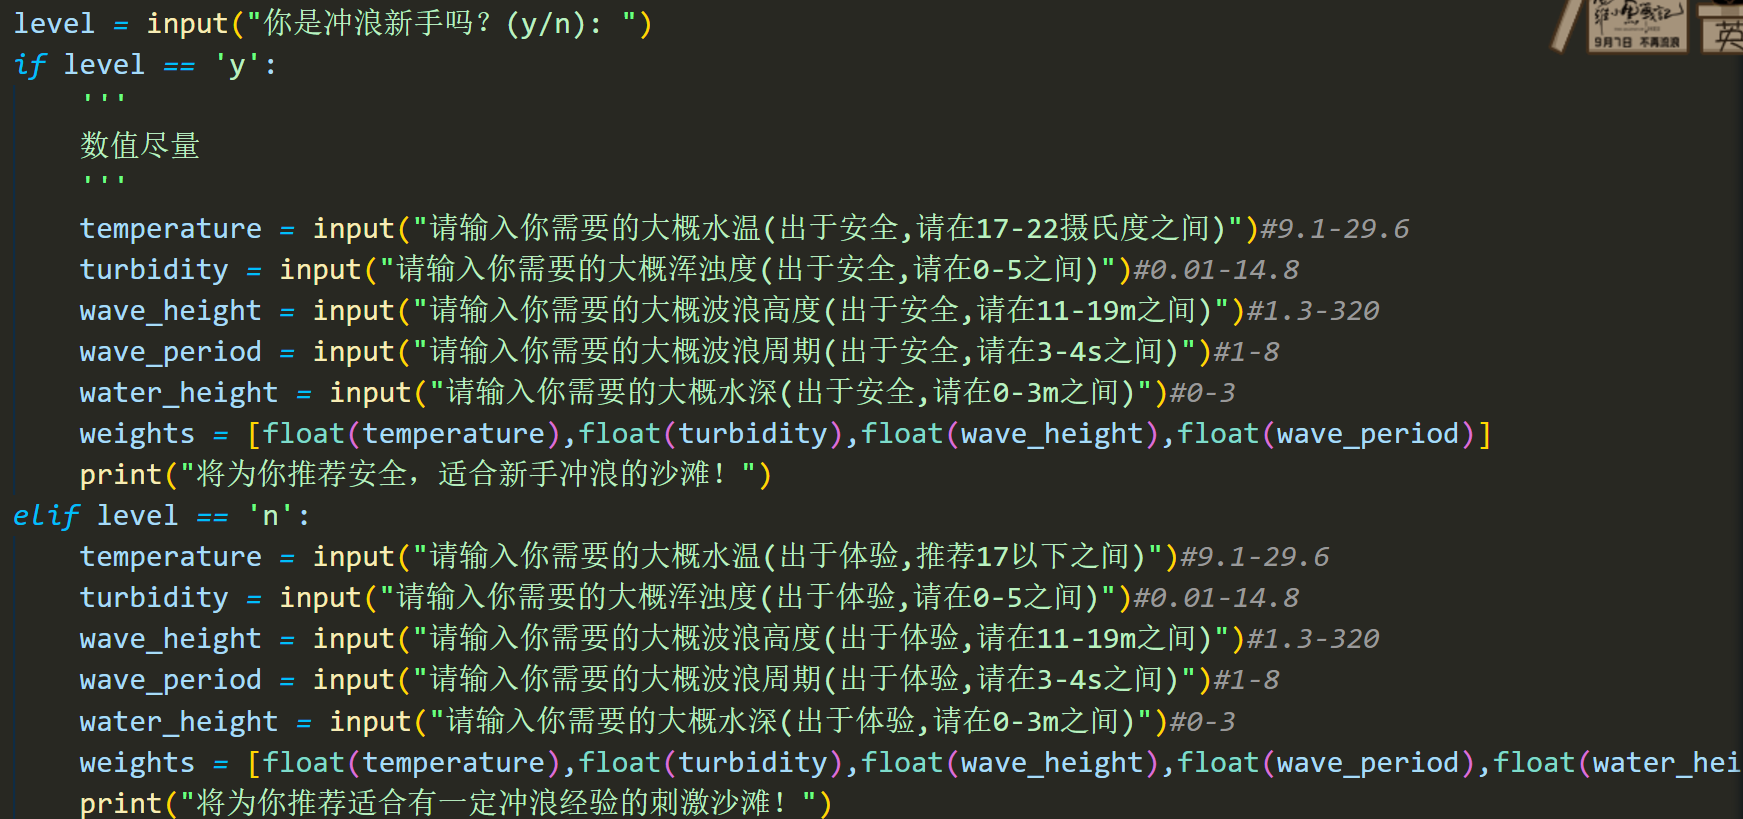 level = input("你是冲浪新手吗？(y/n): ")
if level == 'y':
    '''
    数值尽量
    '''
    temperature = input("请输入你需要的大概水温(出于安全,请在17-22摄氏度之间)")#9.1-29.6
    turbidity = input("请输入你需要的大概浑浊度(出于安全,请在0-5之间)")#0.01-14.8
    wave_height = input("请输入你需要的大概波浪高度(出于安全,请在11-19m之间)")#1.3-320
    wave_period = input("请输入你需要的大概波浪周期(出于安全,请在3-4s之间)")#1-8
    water_height = input("请输入你需要的大概水深(出于安全,请在0-3m之间)")#0-3
    weights = [float(temperature),float(turbidity),float(wave_height),float(wave_period)]
    print("将为你推荐安全，适合新手冲浪的沙滩！")
elif level == 'n':
    temperature = input("请输入你需要的大概水温(出于体验,推荐17以下之间)")#9.1-29.6
    turbidity = input("请输入你需要的大概浑浊度(出于体验,请在0-5之间)")#0.01-14.8
    wave_height = input("请输入你需要的大概波浪高度(出于体验,请在11-19m之间)")#1.3-320
    wave_period = input("请输入你需要的大概波浪周期(出于体验,请在3-4s之间)")#1-8
    water_height = input("请输入你需要的大概水深(出于体验,请在0-3m之间)")#0-3
    weights = [float(temperature),float(turbidity),float(wave_height),float(wave_period),float(water_hei
    print("将为你推荐适合有一定冲浪经验的刺激沙滩！")
9月7日 不再流浪
英